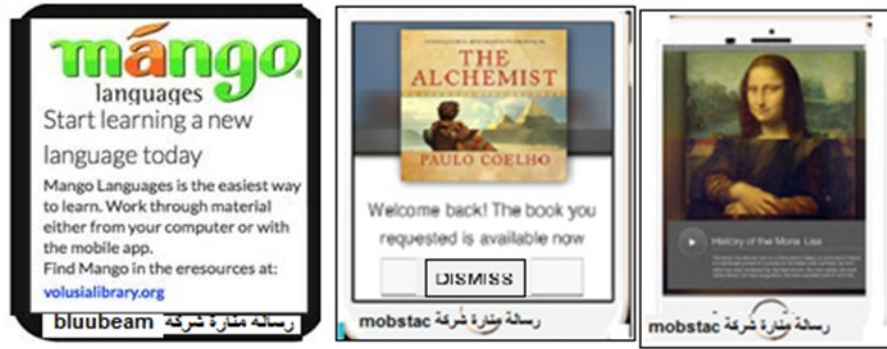 mángo
languages
Start learning a new
language today
Mango Languages is the easiest way
to learn. Work through material
either from your computer or with
the mobile app.
Find Mango in the eresources at:
volusialibrary.org
رسالة منارة شركة bluubeam
THE
ALCHEMIST
PAULO COELHO
Welcome back! The book you
requested is available now
DISMISS
رسالة منارة شركة mobstac
History of the Mona Lisa
رسالة منارة شركة mobstac